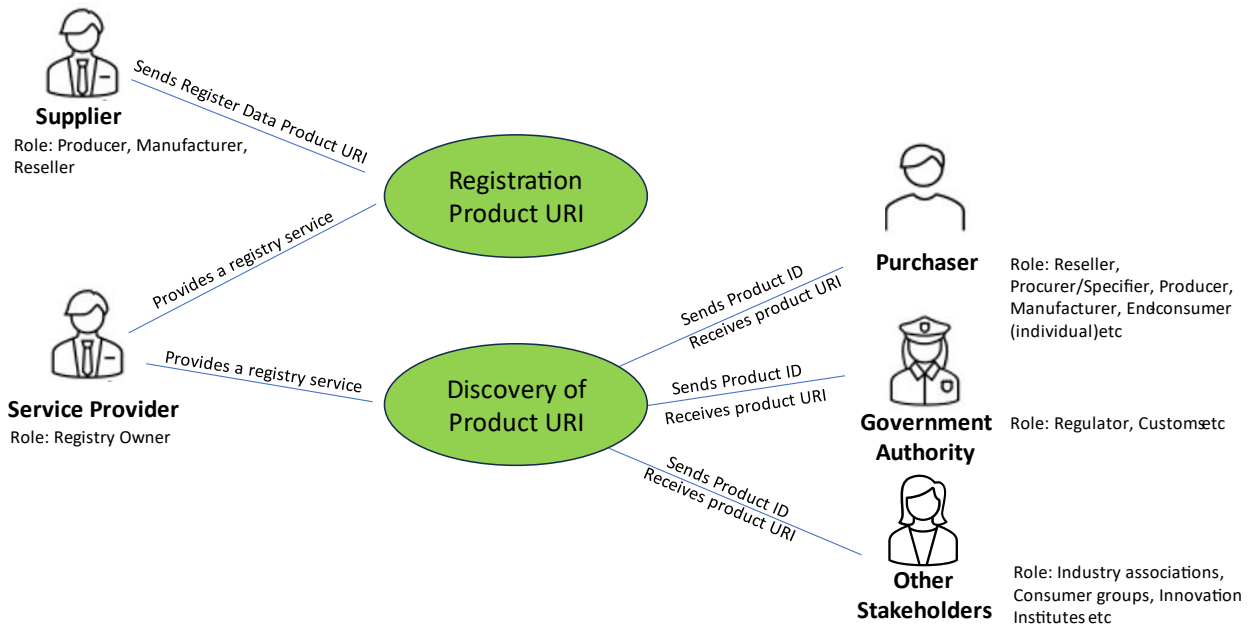 Sends Register Data Product URI
Supplier
Role: Producer, Manufacturer,
Reseller
Registration
Product URI
Provides a registry service
Service Provider
Role: Registry Owner
Provides a registry service
Discovery of
Product URI
Sends Product ID
Receives product URI
Purchaser
Role: Reseller,
Procurer/Specifier, Producer,
Manufacturer, Endconsumer
(individual)etc
Sends Product ID
Receives product URI
Government
Authority
Role: Regulator, Customsetc
Sends Product ID
Receives product URI
Other
Stakeholders
Role: Industry associations,
Consumer groups, Innovation
Institutes etc